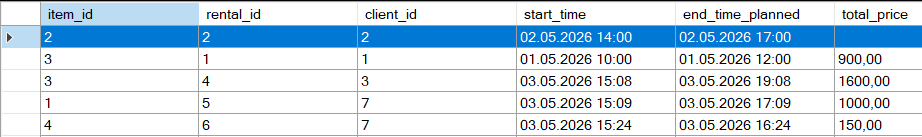 item_id rental_id client_id start_time end_time_planned total_price
2 2 2 02.05.2026 14:00 02.05.2026 17:00
3 1 1 01.05.2026 10:00 01.05.2026 12:00 900,00
3 4 3 03.05.2026 15:08 03.05.2026 19:08 1600,00
1 5 7 03.05.2026 15:09 03.05.2026 17:09 1000,00
4 6 7 03.05.2026 15:24 03.05.2026 16:24 150,00